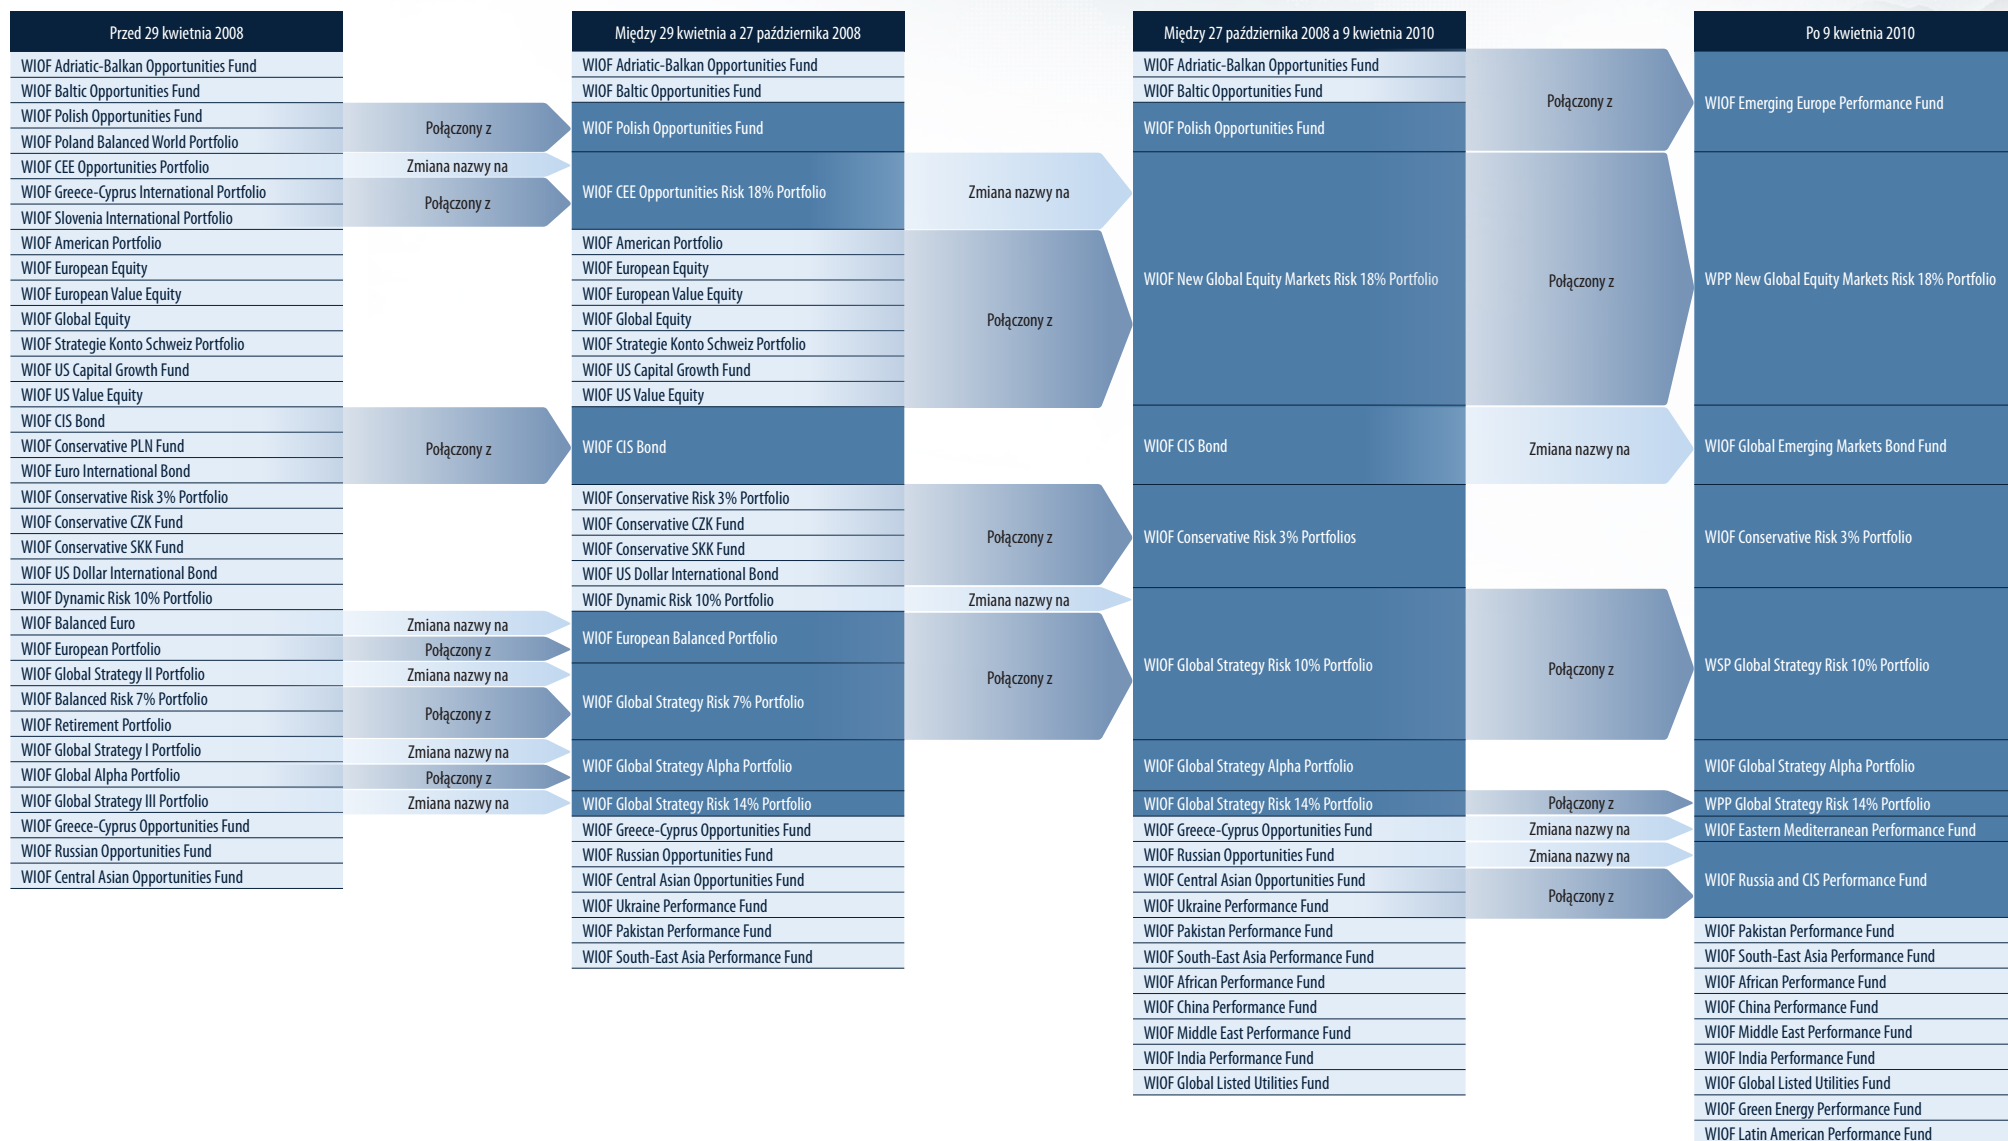 Przed 29 kwietnia 2008
WIOF Adriatic-Balkan Opportunities Fund
WIOF Baltic Opportunities Fund
WIOF Polish Opportunities Fund
WIOF Poland Balanced World Portfolio
WIOF CEE Opportunities Portfolio
WIOF Greece-Cyprus International Portfolio
WIOF Slovenia International Portfolio
WIOF American Portfolio
WIOF European Equity
WIOF European Value Equity
WIOF Global Equity
WIOF Strategie Konto Schweiz Portfolio
WIOF US Capital Growth Fund
WIOF US Value Equity
WIOF CIS Bond
WIOF Conservative PLN Fund
WIOF Euro International Bond
WIOF Conservative Risk 3% Portfolio
WIOF Conservative CZK Fund
WIOF Conservative SKK Fund
WIOF US Dollar International Bond
WIOF Dynamic Risk 10% Portfolio
WIOF Balanced Euro
WIOF European Portfolio
WIOF Global Strategy II Portfolio
WIOF Balanced Risk 7% Portfolio
WIOF Retirement Portfolio
WIOF Global Strategy I Portfolio
WIOF Global Alpha Portfolio
WIOF Global Strategy III Portfolio
WIOF Greece-Cyprus Opportunities Fund
WIOF Russian Opportunities Fund
WIOF Central Asian Opportunities Fund
Połączony z
Zmiana nazwy na
Połączony z
Połączony z
Zmiana nazwy na
Połączony z
Zmiana nazwy na
Połączony z
Zmiana nazwy na
Połączony z
Zmiana nazwy na
Między 29 kwietnia a 27 października 2008
WIOF Adriatic-Balkan Opportunities Fund
WIOF Baltic Opportunities Fund
WIOF Polish Opportunities Fund
WIOF CEE Opportunities Risk 18% Portfolio
WIOF American Portfolio
WIOF European Equity
WIOF European Value Equity
WIOF Global Equity
WIOF Strategie Konto Schweiz Portfolio
WIOF US Capital Growth Fund
WIOF US Value Equity
WIOF CIS Bond
WIOF Conservative Risk 3% Portfolio
WIOF Conservative CZK Fund
WIOF Conservative SKK Fund
WIOF US Dollar International Bond
WIOF Dynamic Risk 10% Portfolio
WIOF European Balanced Portfolio
WIOF Global Strategy Risk 7% Portfolio
WIOF Global Strategy Alpha Portfolio
WIOF Global Strategy Risk 14% Portfolio
WIOF Greece-Cyprus Opportunities Fund
WIOF Russian Opportunities Fund
WIOF Central Asian Opportunities Fund
WIOF Ukraine Performance Fund
WIOF Pakistan Performance Fund
WIOF South-East Asia Performance Fund
Zmiana nazwy na
Połączony z
Połączony z
Zmiana nazwy na
Połączony z
Między 27 października 2008 a 9 kwietnia 2010
WIOF Adriatic-Balkan Opportunities Fund
WIOF Baltic Opportunities Fund
WIOF Polish Opportunities Fund
WIOF New Global Equity Markets Risk 18% Portfolio
WIOF CIS Bond
WIOF Conservative Risk 3% Portfolios
WIOF Global Strategy Risk 10% Portfolio
WIOF Global Strategy Alpha Portfolio
WIOF Global Strategy Risk 14% Portfolio
WIOF Greece-Cyprus Opportunities Fund
WIOF Russian Opportunities Fund
WIOF Central Asian Opportunities Fund
WIOF Ukraine Performance Fund
WIOF Pakistan Performance Fund
WIOF South-East Asia Performance Fund
WIOF African Performance Fund
WIOF China Performance Fund
WIOF Middle East Performance Fund
WIOF India Performance Fund
WIOF Global Listed Utilities Fund
Połączony z
Połączony z
Zmiana nazwy na
Połączony z
Połączony z
Zmiana nazwy na
Zmiana nazwy na
Połączony z
Po 9 kwietnia 2010
WIOF Emerging Europe Performance Fund
WPP New Global Equity Markets Risk 18% Portfolio
WIOF Global Emerging Markets Bond Fund
WIOF Conservative Risk 3% Portfolio
WSP Global Strategy Risk 10% Portfolio
WIOF Global Strategy Alpha Portfolio
WPP Global Strategy Risk 14% Portfolio
WIOF Eastern Mediterranean Performance Fund
WIOF Russia and CIS Performance Fund
WIOF Pakistan Performance Fund
WIOF South-East Asia Performance Fund
WIOF African Performance Fund
WIOF China Performance Fund
WIOF Middle East Performance Fund
WIOF India Performance Fund
WIOF Global Listed Utilities Fund
WIOF Green Energy Performance Fund
WIOF Latin American Performance Fund